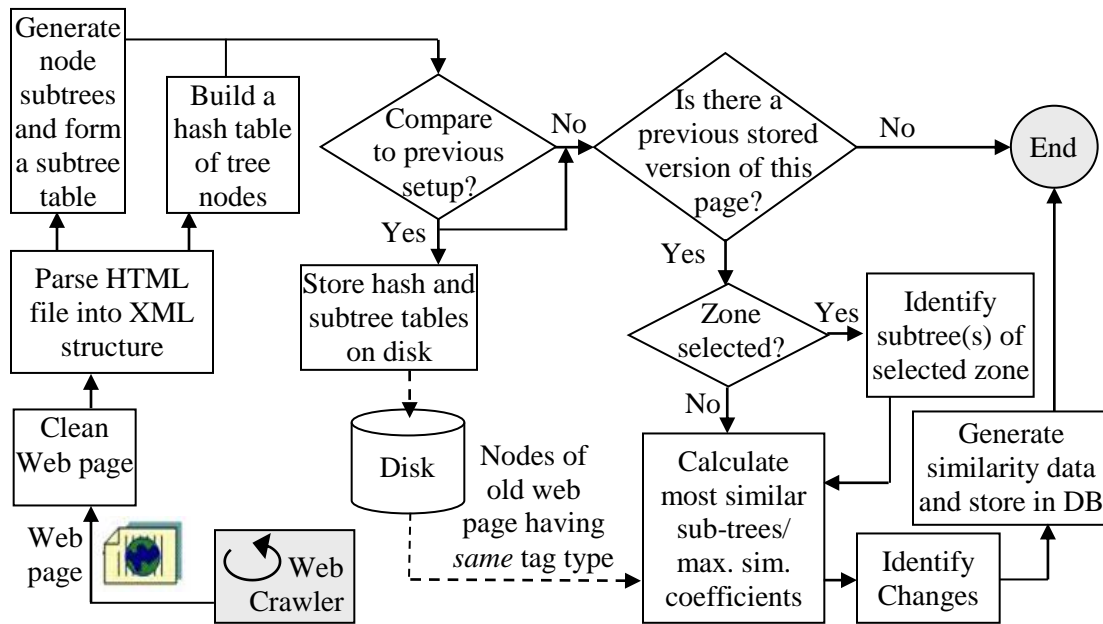 Generate
node
subtrees
and form
a subtree
table
Build a
hash table
of tree
nodes
Compare
to previous
setup?
No
Yes
Is there a
previous stored
version of this
page?
No
Yes
End
Parse HTML
file into XML
structure
Store hash and
subtree tables
on disk
Zone
selected?
Yes
No
Identify
subtree(s) of
selected zone
Clean
Web page
Disk
Nodes of
old web
page having
same tag type
Calculate
most similar
sub-trees/
max. sim.
coefficients
Generate
similarity data
and store in DB
Identify
Changes
Web
page
Web
Crawler